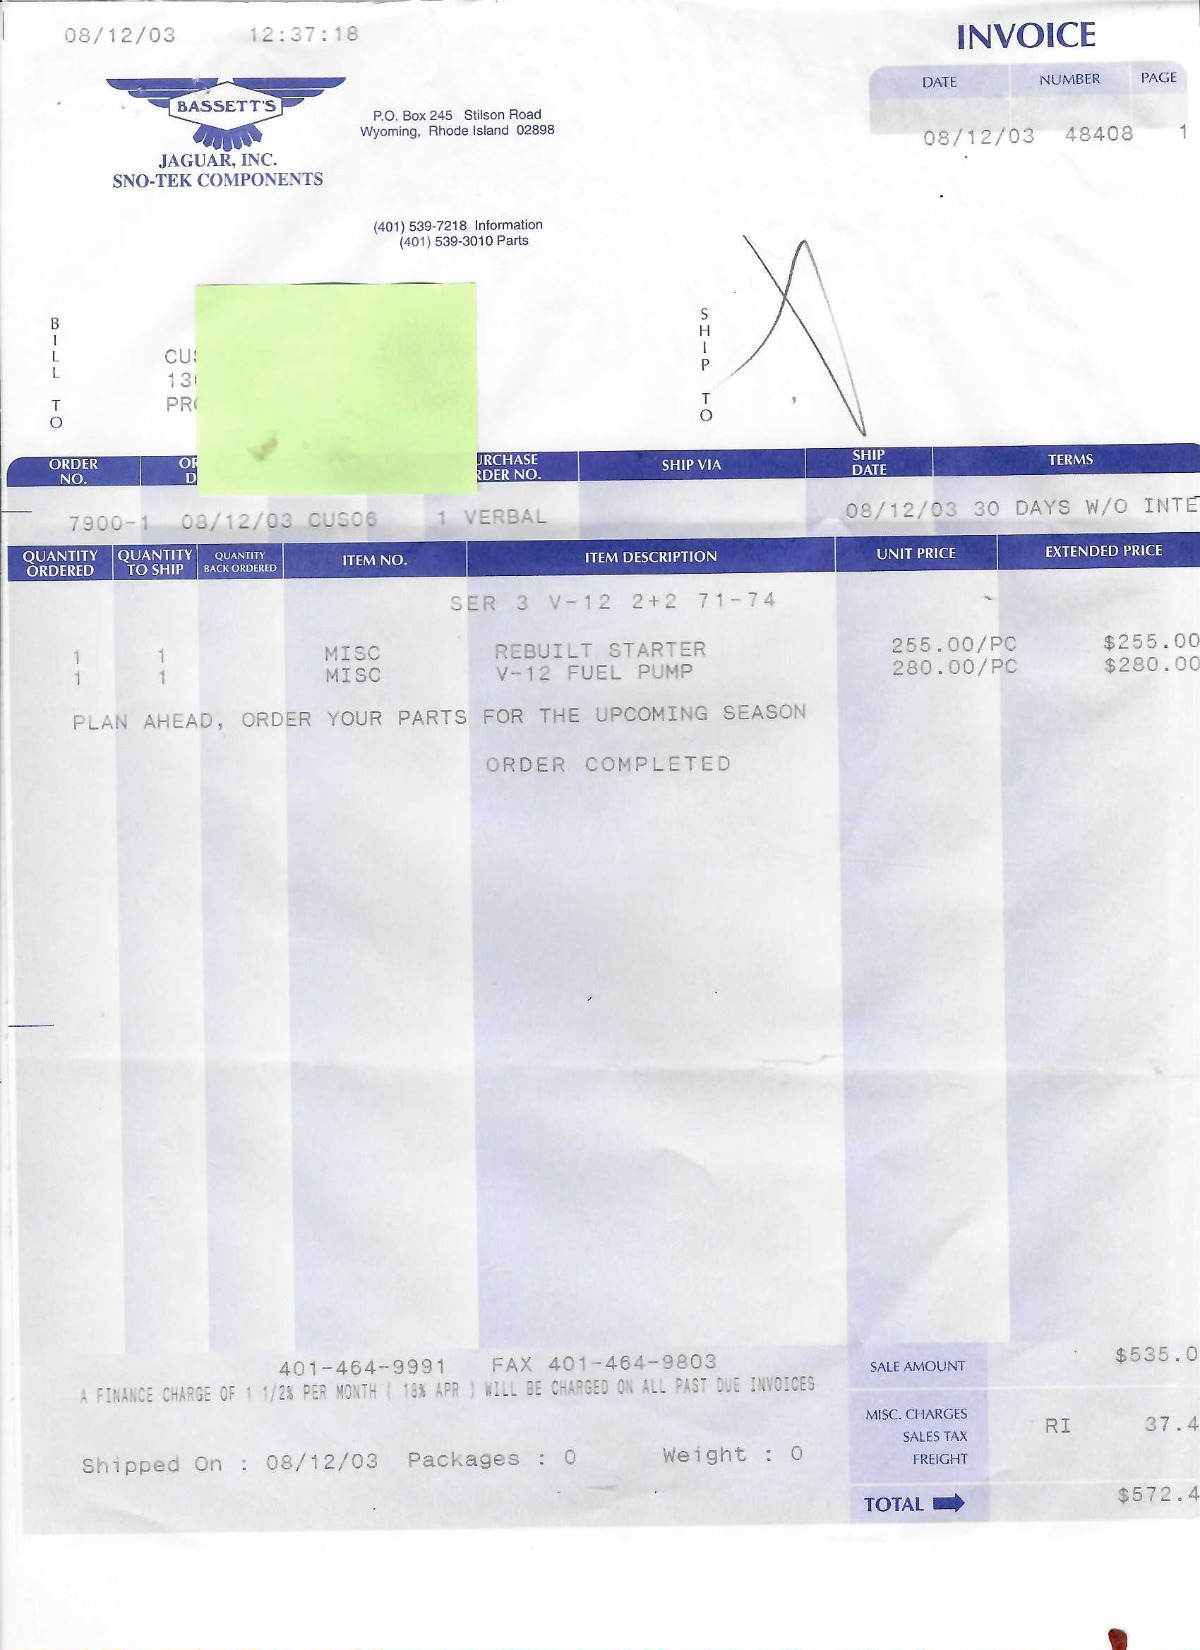 08/12/03 12:37:18
INVOICE
DATE NUMBER PAGE
08/12/03 48408 1
BASSETT'S
JAGUAR, INC.
SNO-TEK COMPONENTS
P.O. Box 245 Stilson Road
Wyoming, Rhode Island 02898
(401) 539-7218 Information
(401) 539-3010 Parts
BILL TO
CUS
130
PRO
SHIP TO
ORDER NO. OR D URCHASE RDER NO. SHIP VIA SHIP DATE TERMS
7900-1 08/12/03 CUS06 1 VERBAL 08/12/03 30 DAYS W/O INTE
QUANTITY ORDERED QUANTITY TO SHIP QUANTITY BACK ORDERED ITEM NO. ITEM DESCRIPTION UNIT PRICE EXTENDED PRICE
SER 3 V-12 2+2 71-74
1 1 MISC REBUILT STARTER 255.00/PC $255.00
1 1 MISC V-12 FUEL PUMP 280.00/PC $280.00
PLAN AHEAD, ORDER YOUR PARTS FOR THE UPCOMING SEASON
ORDER COMPLETED
401-464-9991 FAX 401-464-9803
A FINANCE CHARGE OF 1 1/2% PER MONTH ( 18% APR ) WILL BE CHARGED ON ALL PAST DUE INVOICES
Shipped On : 08/12/03 Packages : 0 Weight : 0
SALE AMOUNT $535.0
MISC. CHARGES
SALES TAX RI 37.4
FREIGHT
TOTAL $572.4